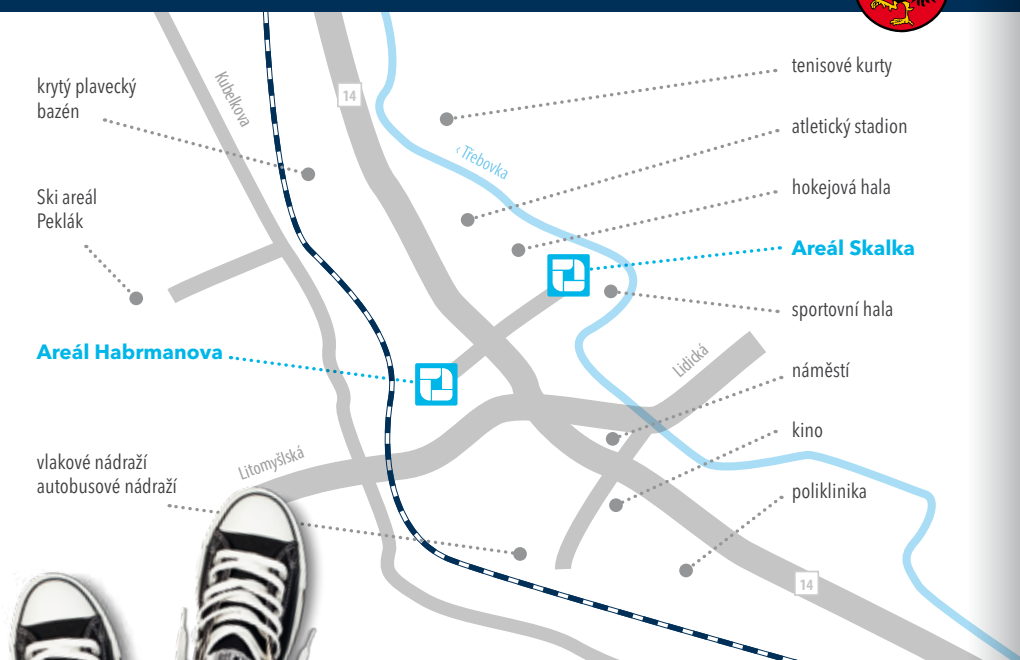 krytý plavecký
bazén
Kubelkova
14
tenisové kurty
‹ Třebovka
atletický stadion
hokejová hala
Ski areál
Peklák
Areál Skalka
sportovní hala
Areál Habrmanova
Lidická
náměstí
kino
Litomyšlská
vlakové nádraží
autobusové nádraží
poliklinika
14